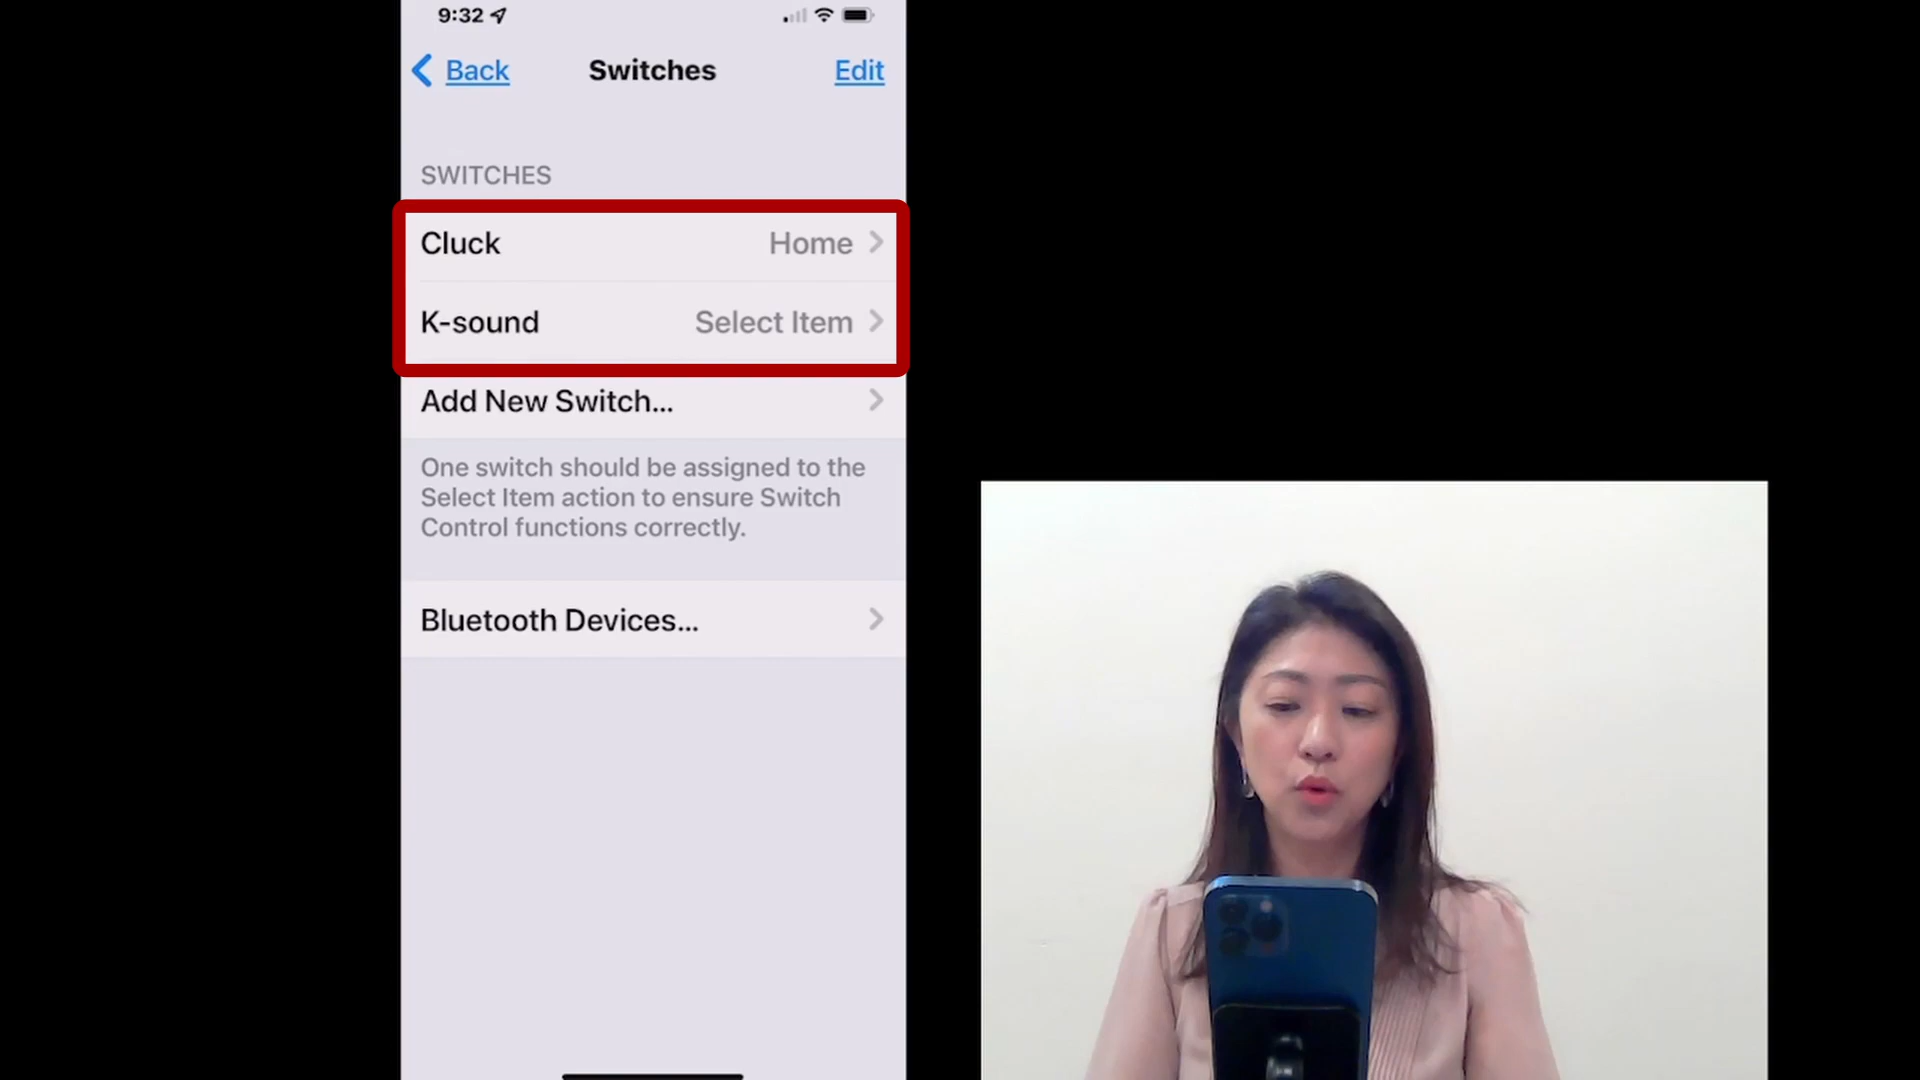 9:32
Back Switches Edit
SWITCHES
Cluck Home
K-sound Select Item
Add New Switch...
One switch should be assigned to the
Select Item action to ensure Switch
Control functions correctly.
Bluetooth Devices...